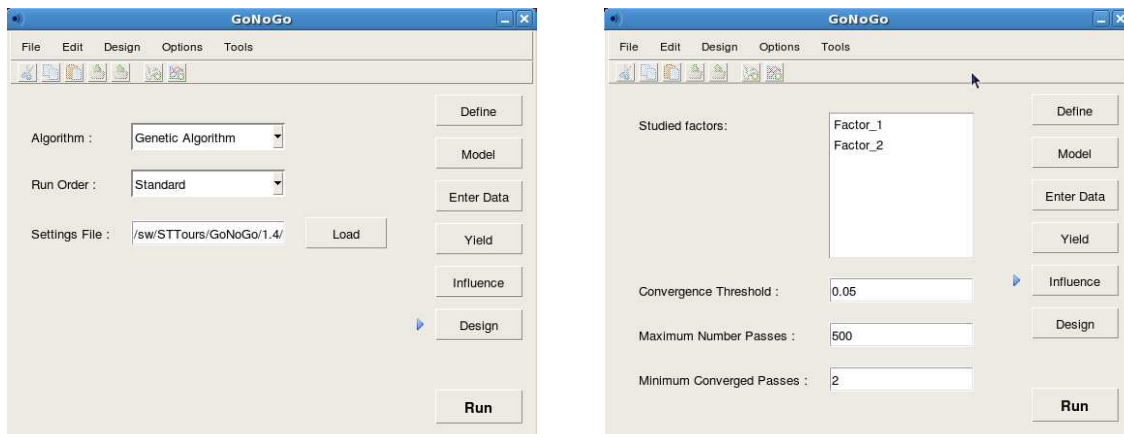 GoNoGo
File Edit Design Options Tools
Define
Algorithm : Genetic Algorithm
Model
Run Order : Standard
Enter Data
Settings File : /sw/STTours/GoNoGo/1.4/ Load
Yield
Influence
Design
Run
GoNoGo
File Edit Design Options Tools
Studied factors:
Factor_1
Factor_2
Define
Model
Enter Data
Yield
Convergence Threshold : 0.05
Influence
Maximum Number Passes : 500
Design
Minimum Converged Passes : 2
Run